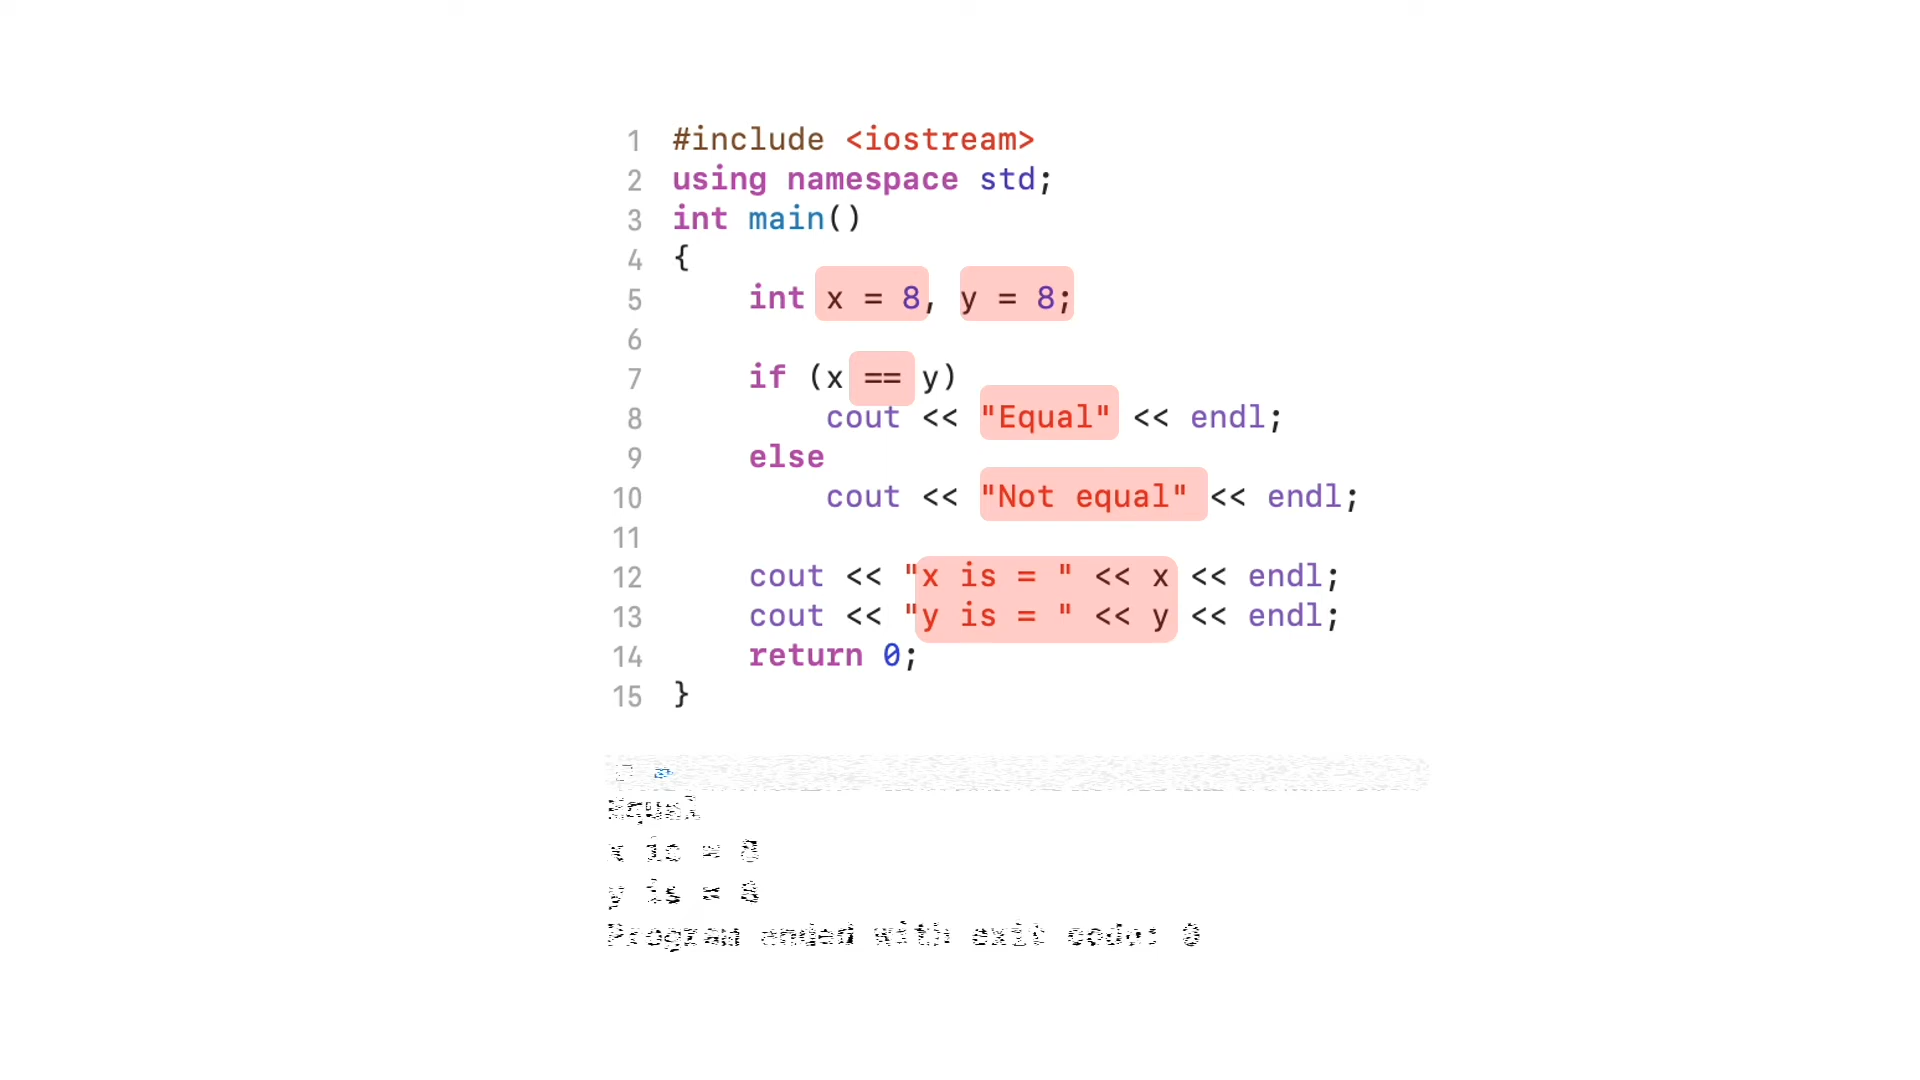 1 #include <iostream>
2 using namespace std;
3 int main()
4 {
5 int x = 8, y = 8;
6
7 if (x == y)
8 cout << "Equal" << endl;
9 else
10 cout << "Not equal" << endl;
11
12 cout << "x is = " << x << endl;
13 cout << "y is = " << y << endl;
14 return 0;
15 }
Equal
x is = 8
y is = 8
Program ended with exit code: 0